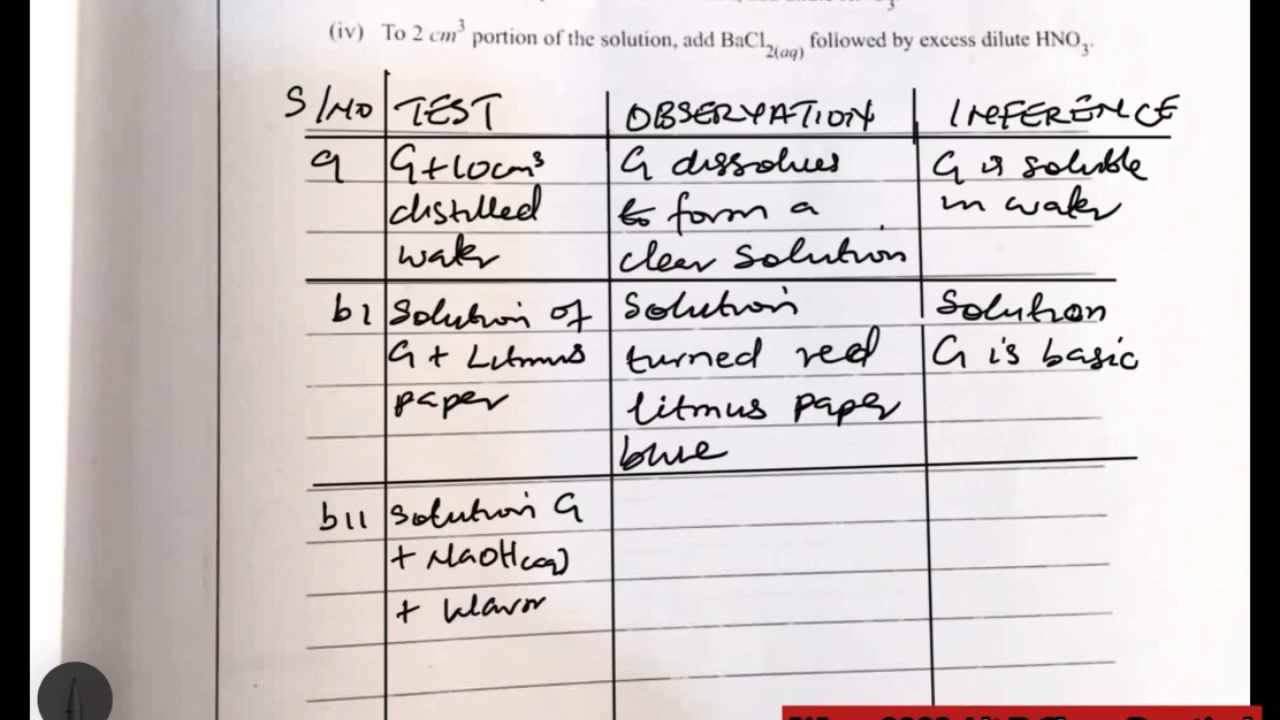 (iv) To 2 cm³ portion of the solution, add BaCl₂(aq) followed by excess dilute HNO₃.
S/NO TEST OBSERVATION INFERENCE
a G+10cm³ G dissolves G is soluble
distilled to form a in water
water clear solution
bi Solution of Solution Solution
G + Litmus turned red G is basic
paper litmus paper
blue
bii Solution G
+ NaOH(aq)
+ warm